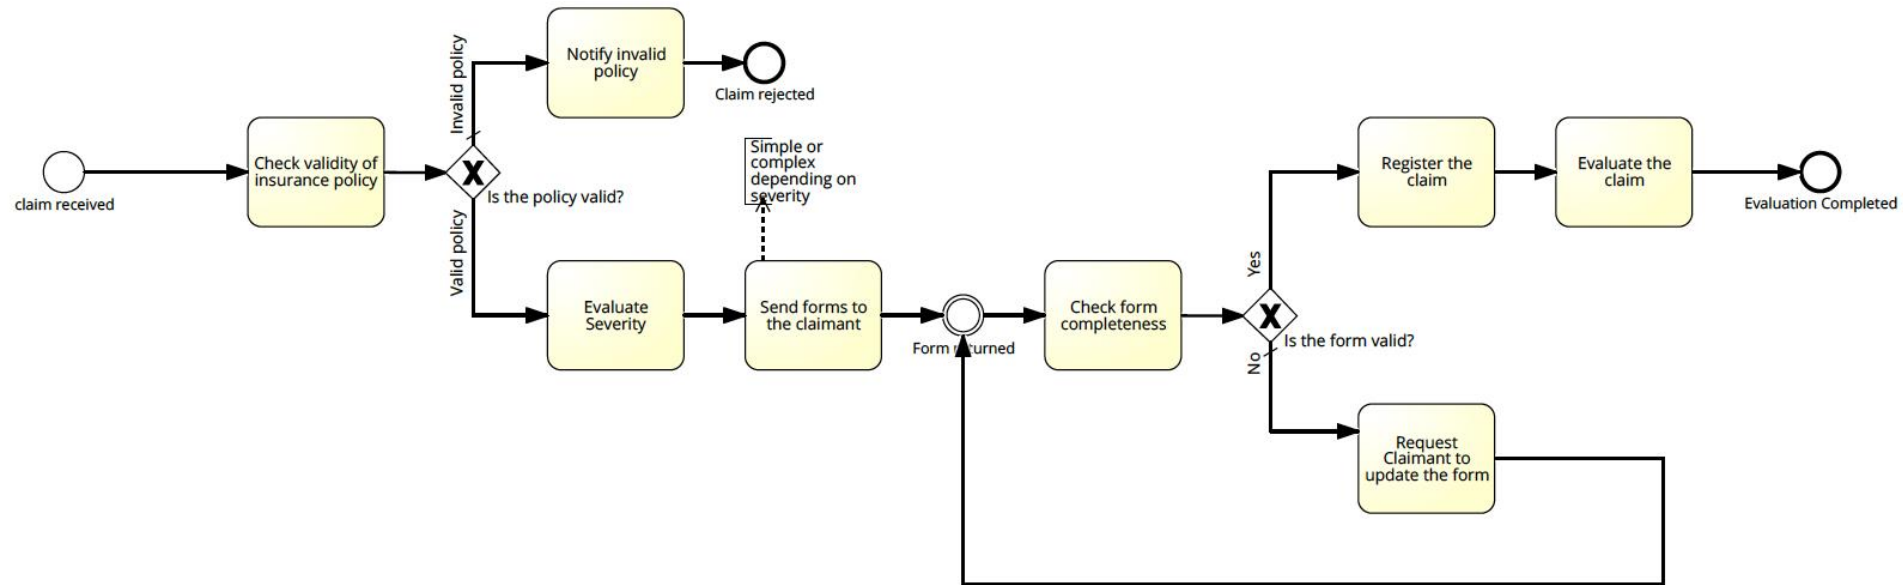 claim received
Check validity of
insurance policy
Invalid policy
Is the policy valid?
Valid policy
Notify invalid
policy
Claim rejected
Evaluate
Severity
Simple or
complex
depending on
severity
Send forms to
the claimant
Form returned
Check form
completeness
Yes
Is the form valid?
No
Register the
claim
Evaluate the
claim
Evaluation Completed
Request
Claimant to
update the form